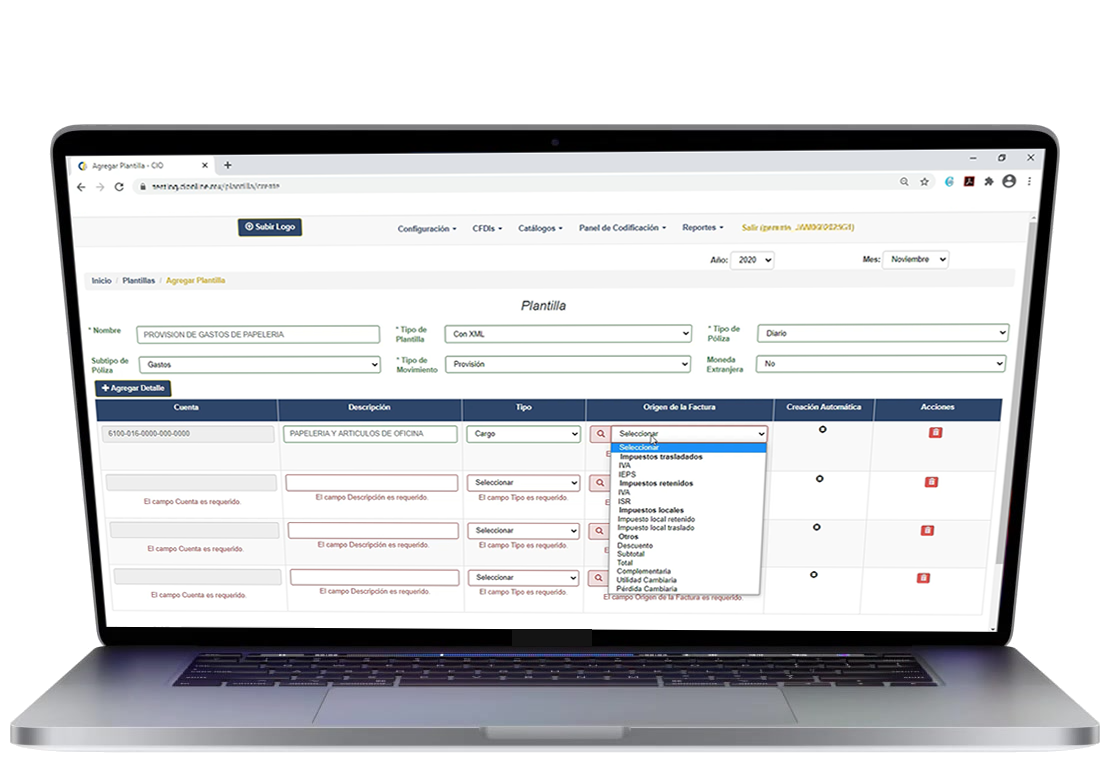 Agregar Plantilla - CIO
Subir Logo
Configuración
CFDIs
Catálogos
Panel de Codificación
Reportes
Salir
Año: 2020
Mes: Noviembre
Inicio / Plantillas / Agregar Plantilla
Plantilla
* Nombre PROVISION DE GASTOS DE PAPELERIA
* Tipo de Plantilla Con XML
* Tipo de Póliza Diario
Subtipo de Póliza Gastos
* Tipo de Movimiento Provisión
Moneda Extranjera No
+ Agregar Detalle
Cuenta Descripción Tipo Origen de la Factura Creación Automática Acciones
6100-016-0000-000-0000 PAPELERIA Y ARTICULOS DE OFICINA Cargo Seleccionar
Seleccionar
Impuestos trasladados
IVA
IEPS
Impuestos retenidos
IVA
ISR
Impuestos locales
Impuesto local retenido
Impuesto local traslado
Otros
Descuento
Subtotal
Total
Complementaria
Utilidad Cambiaria
Pérdida Cambiaria
Seleccionar
El campo Cuenta es requerido. El campo Descripción es requerido. El campo Tipo es requerido.
Seleccionar
El campo Cuenta es requerido. El campo Descripción es requerido. El campo Tipo es requerido.
Seleccionar
El campo Cuenta es requerido. El campo Descripción es requerido. El campo Tipo es requerido. El campo Origen de la Factura es requerido.